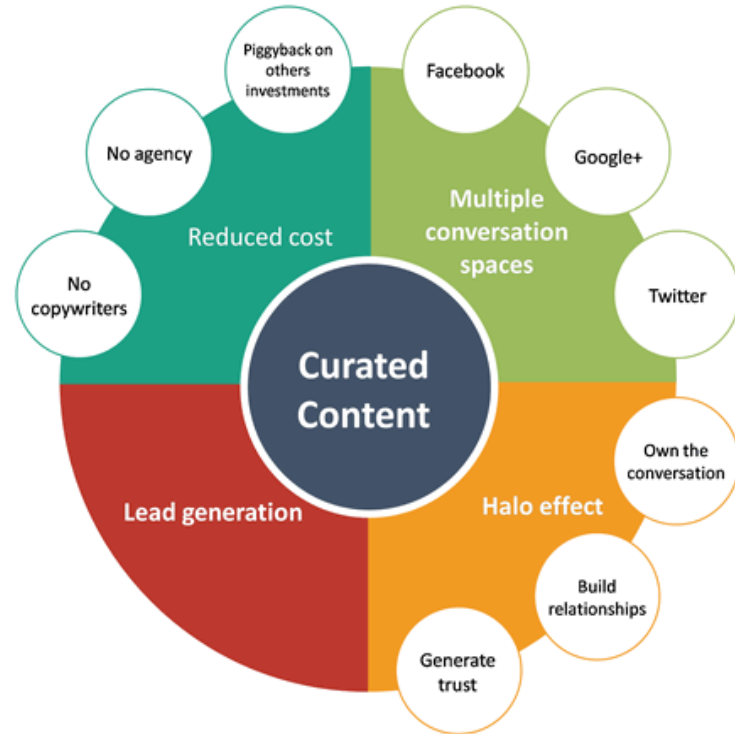 Piggyback on
others
investments
Facebook
No agency
Google+
Reduced cost
Multiple
conversation
spaces
No
copywriters
Twitter
Curated
Content
Own the
conversation
Lead generation
Halo effect
Build
relationships
Generate
trust